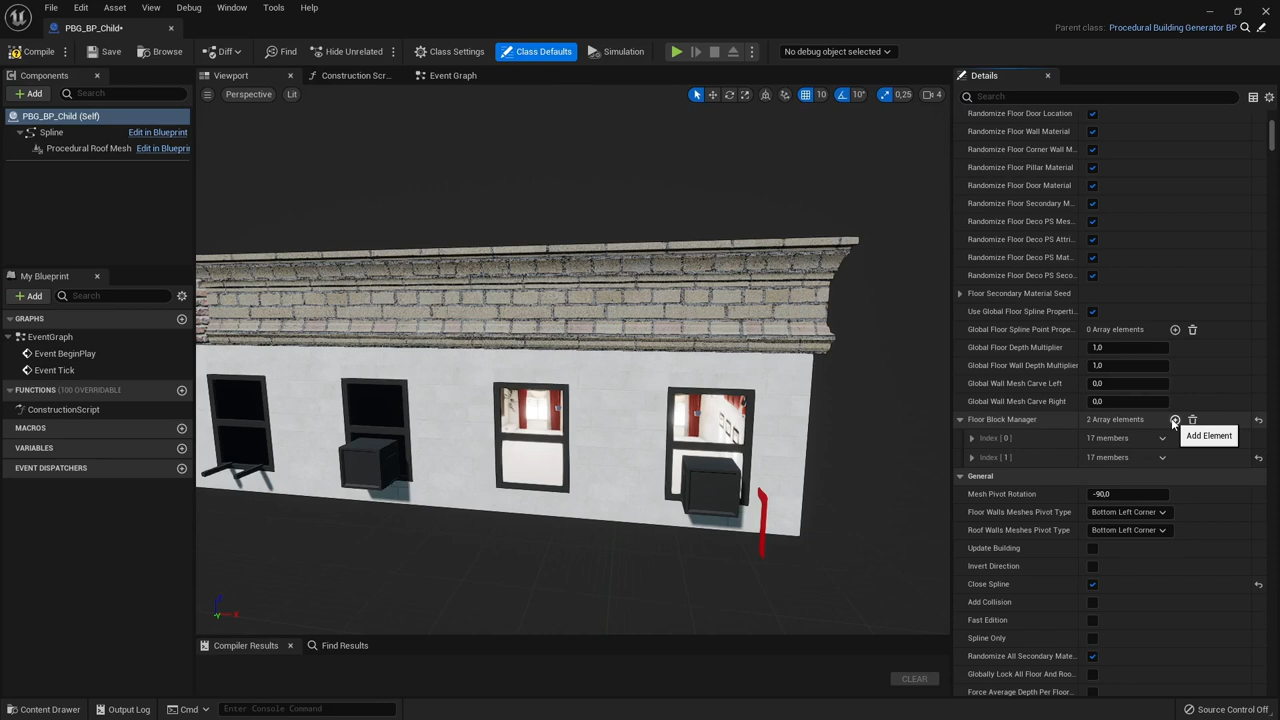 File Edit Asset View Debug Window Tools Help
PBG_BP_Child*
Parent class: Procedural Building Generator BP
Compile Save Browse Diff Find Hide Unrelated Class Settings Class Defaults Simulation No debug object selected
Components
Add Search
PBG_BP_Child (Self)
Spline Edit in Blueprint
Procedural Roof Mesh Edit in Blueprin
My Blueprint
Add Search
GRAPHS
EventGraph
Event BeginPlay
Event Tick
FUNCTIONS (100 OVERRIDABLE
ConstructionScript
MACROS
VARIABLES
EVENT DISPATCHERS
Viewport Construction Scr... Event Graph
Perspective Lit 10 10° 0,25 4
Z
Y X
Compiler Results Find Results
CLEAR
Details
Search
Randomize Floor Door Location
Randomize Floor Wall Material
Randomize Floor Corner Wall M...
Randomize Floor Pillar Material
Randomize Floor Door Material
Randomize Floor Secondary M...
Randomize Floor Deco PS Mes...
Randomize Floor Deco PS Attri...
Randomize Floor Deco PS Mat...
Randomize Floor Deco PS Seco...
Floor Secondary Material Seed
Use Global Floor Spline Properti...
Global Floor Spline Point Prope... 0 Array elements
Global Floor Depth Multiplier 1,0
Global Floor Wall Depth Multiplier 1,0
Global Wall Mesh Carve Left 0,0
Global Wall Mesh Carve Right 0,0
Floor Block Manager 2 Array elements
Add Element
Index [ 0 ] 17 members
Index [ 1 ] 17 members
General
Mesh Pivot Rotation -90,0
Floor Walls Meshes Pivot Type Bottom Left Corner
Roof Walls Meshes Pivot Type Bottom Left Corner
Update Building
Invert Direction
Close Spline
Add Collision
Fast Edition
Spline Only
Randomize All Secondary Mate...
Globally Lock All Floor And Roo...
Force Average Depth Per Floor...
Content Drawer Output Log Cmd Enter Console Command Source Control Off